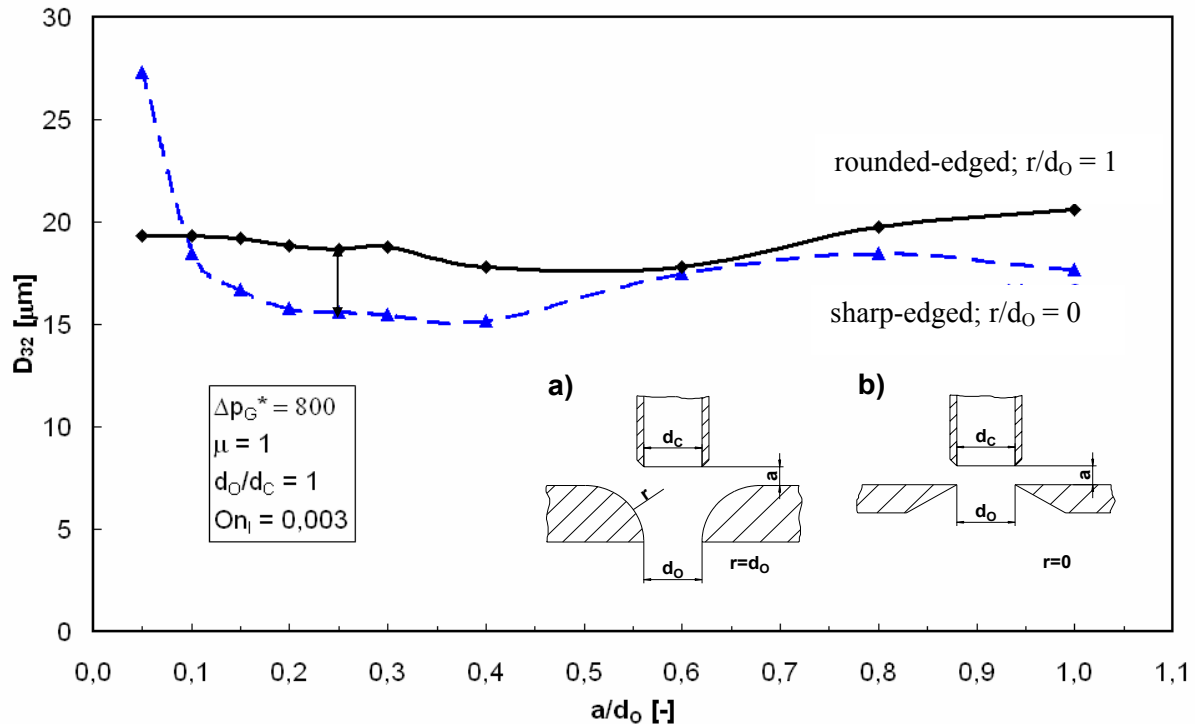 30
25
20
15
10
5
0
D32 [μm]
rounded-edged; r/dO = 1
sharp-edged; r/dO = 0
ΔpG* = 800
μ = 1
dO/dC = 1
Onl = 0,003
a)
dC
a
r
dO
r=dO
b)
dC
a
dO
r=0
0,0 0,1 0,2 0,3 0,4 0,5 0,6 0,7 0,8 0,9 1,0 1,1
a/dO [-]